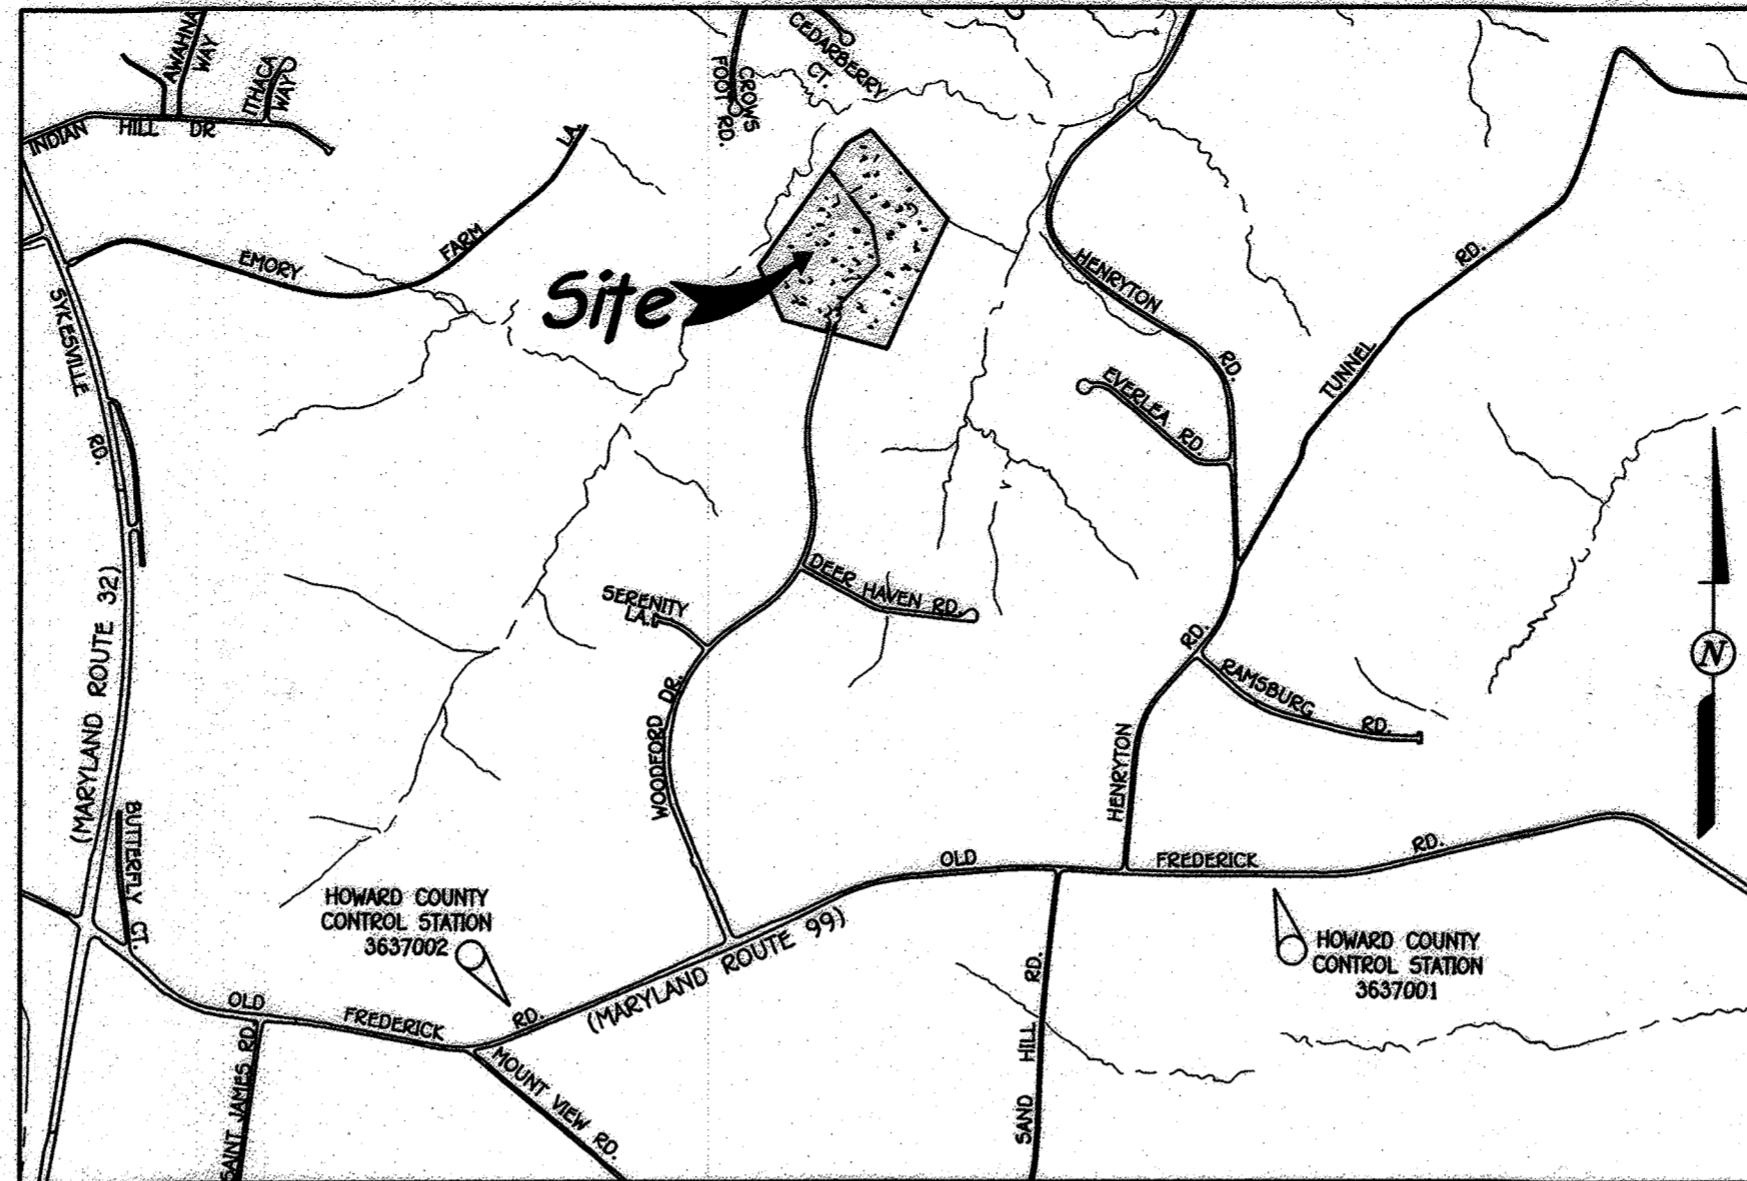 AWAHNA
WAY
ITHACA
WAY
INDIAN HILL DR
CROWS
FOOT RD.
CEDARBERRY
CT.
EMORY FARM LA.
Site
HENRYTON RD.
TUNNEL RD.
EVERLEA RD.
SYKESVILLE RD.
(MARYLAND ROUTE 32)
DEER HAVEN RD.
SERENITY
LA.
WOODFORD DR.
HENRYTON RD.
RAMSBURG RD.
N
BUTTERFLY CT.
HOWARD COUNTY
CONTROL STATION
3637002
OLD FREDERICK RD.
(MARYLAND ROUTE 99)
OLD FREDERICK RD.
HOWARD COUNTY
CONTROL STATION
3637001
SAINT JAMES RD.
MOUNT VIEW RD.
SAND HILL RD.